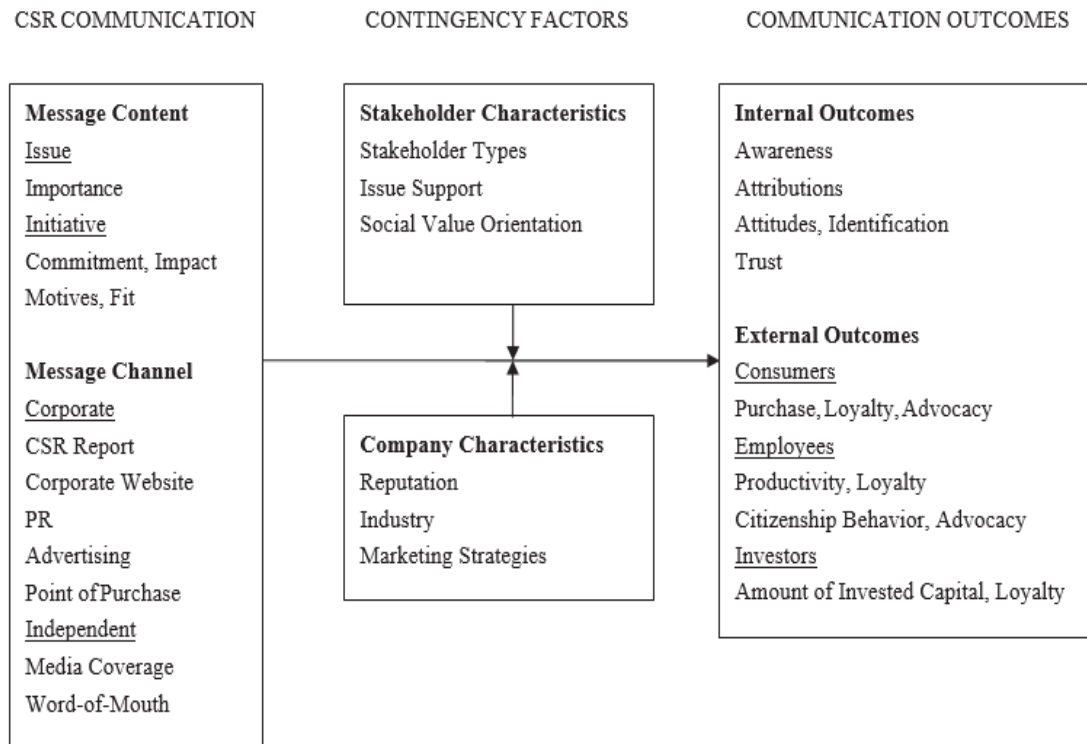 CSR COMMUNICATION
CONTINGENCY FACTORS
COMMUNICATION OUTCOMES
Message Content
Issue
Importance
Initiative
Commitment, Impact
Motives, Fit
Message Channel
Corporate
CSR Report
Corporate Website
PR
Advertising
Point of Purchase
Independent
Media Coverage
Word-of-Mouth
Stakeholder Characteristics
Stakeholder Types
Issue Support
Social Value Orientation
Company Characteristics
Reputation
Industry
Marketing Strategies
Internal Outcomes
Awareness
Attributions
Attitudes, Identification
Trust
External Outcomes
Consumers
Purchase, Loyalty, Advocacy
Employees
Productivity, Loyalty
Citizenship Behavior, Advocacy
Investors
Amount of Invested Capital, Loyalty